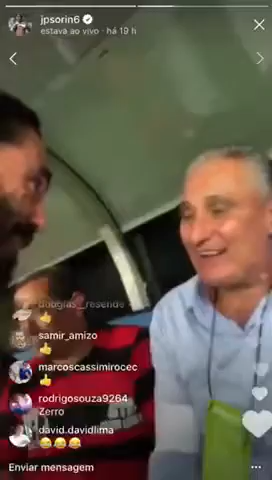 jpsorin6
estava ao vivo · há 19 h
douglas_resende
👍
samir_amizo
👍
marcoscassimirocec
👍
rodrigosouza9264
Zerro
david.davidlima
😂😂😂
Enviar mensagem